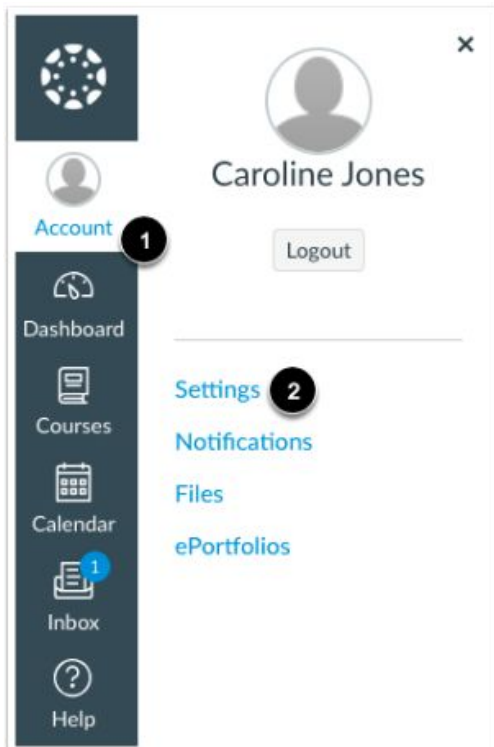 Caroline Jones
Account
1
Logout
Dashboard
Settings 2
Courses
Notifications
Files
Calendar
ePortfolios
1
Inbox
?
Help